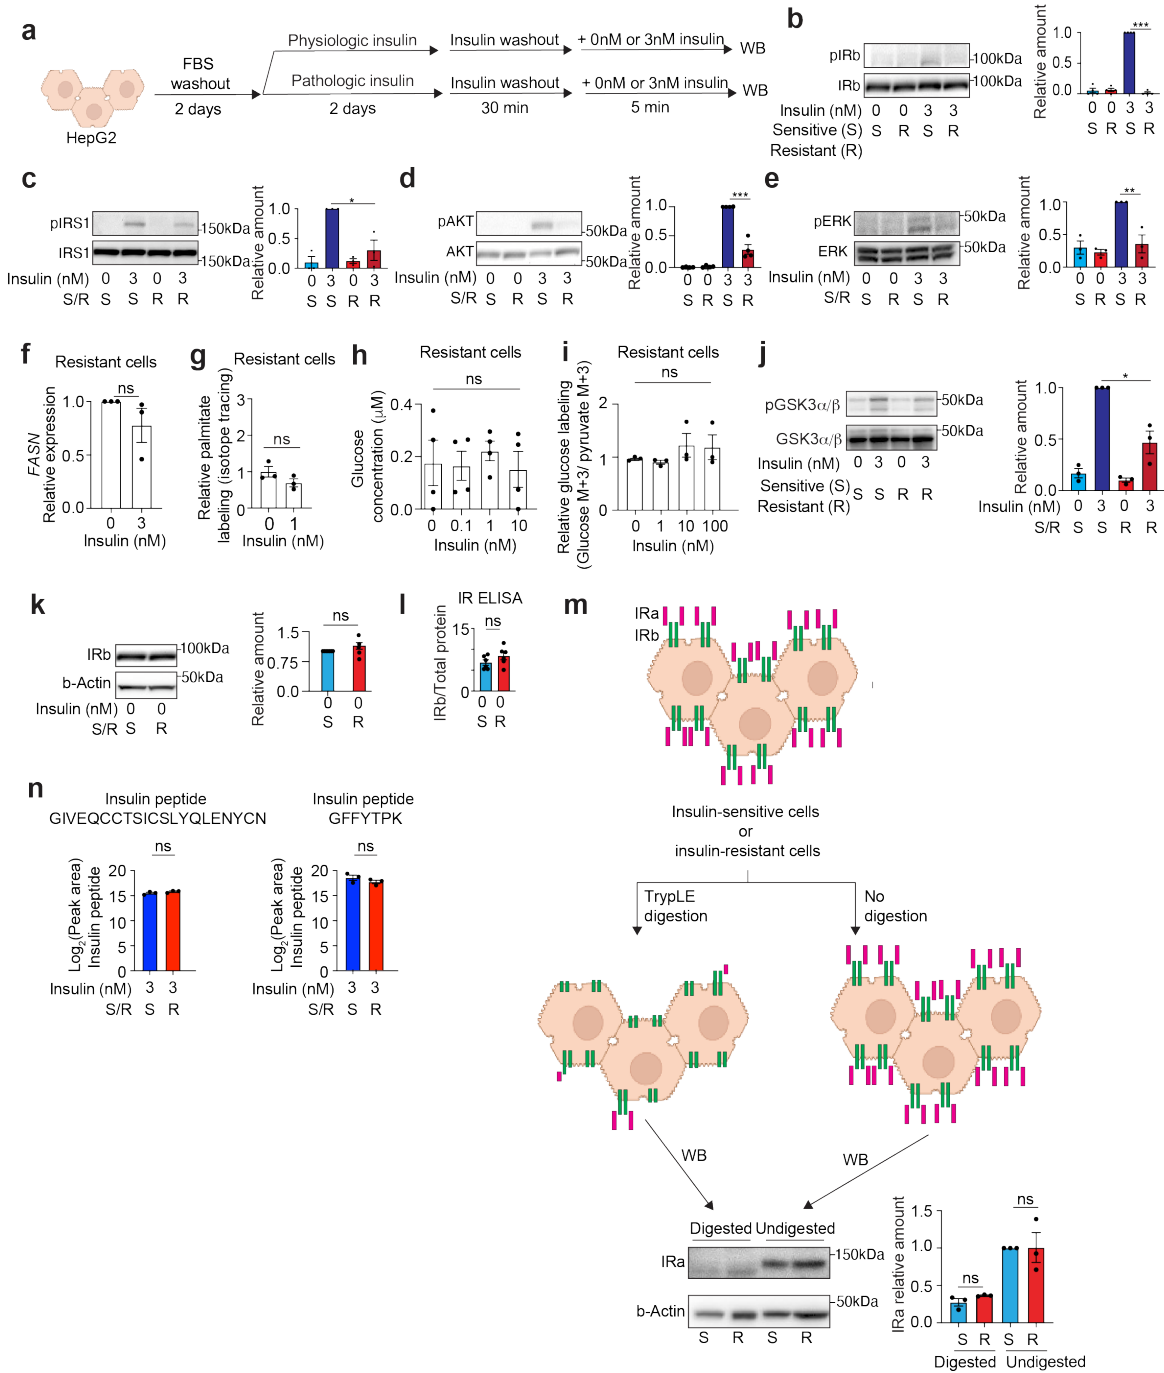 a
FBS
washout
2 days
HepG2
Physiologic insulin
Insulin washout
+ 0nM or 3nM insulin
WB
Pathologic insulin
2 days
Insulin washout
30 min
+ 0nM or 3nM insulin
5 min
WB
b
pIRb
100kDa
IRb
100kDa
Insulin (nM) 0 0 3 3
Sensitive (S) S R S R
Resistant (R)
Relative amount
1.0
0.5
0.0
***
0 0 3 3
S R S R
c
pIRS1
150kDa
IRS1
150kDa
Insulin (nM) 0 3 0 3
S/R S S R R
Relative amount
1.0
0.5
0.0
*
0 3 0 3
S S R R
d
pAKT
50kDa
AKT
50kDa
Insulin (nM) 0 0 3 3
S/R S R S R
Relative amount
1.0
0.5
0.0
***
0 0 3 3
S R S R
e
pERK
50kDa
ERK
50kDa
Insulin (nM) 0 0 3 3
S/R S R S R
Relative amount
1.0
0.5
0.0
**
0 0 3 3
S R S R
f
Resistant cells
FASN
Relative expression
1.0
0.5
0.0
ns
0 3
Insulin (nM)
g
Resistant cells
Relative palmitate
labeling (isotope tracing)
3
2
1
0
ns
0 1
Insulin (nM)
h
Resistant cells
Glucose
concentration (µM)
0.4
0.2
0.0
ns
0 0.1 1 10
Insulin (nM)
i
Resistant cells
Relative glucose labeling
(Glucose M+3/ pyruvate M+3)
2
1
0
ns
0 1 10 100
Insulin (nM)
j
pGSK3α/β
50kDa
GSK3α/β
50kDa
Insulin (nM) 0 3 0 3
Sensitive (S) S S R R
Resistant (R)
Relative amount
1.0
0.5
0.0
*
Insulin (nM) 0 3 0 3
S/R S S R R
k
IRb
100kDa
b-Actin
50kDa
Insulin (nM) 0 0
S/R S R
Relative amount
1.5
0.75
0.0
ns
0 0
S R
l
IR ELISA
IRb/Total protein
15
0
ns
0 0
S R
m
IRa
IRb
Insulin-sensitive cells
or
insulin-resistant cells
TrypLE
digestion
No
digestion
WB
WB
Digested Undigested
IRa
150kDa
b-Actin
50kDa
S R S R
IRa relative amount
1.5
1.0
0.5
0.0
ns
ns
S R S R
Digested Undigested
n
Insulin peptide
GIVEQCCTSICSLYQLENYCN
Log2(Peak area)
Insulin peptide
20
15
10
5
0
ns
Insulin (nM) 3 3
S/R S R
Insulin peptide
GFFYTPK
Log2(Peak area)
Insulin peptide
20
15
10
5
0
ns
Insulin (nM) 3 3
S/R S R